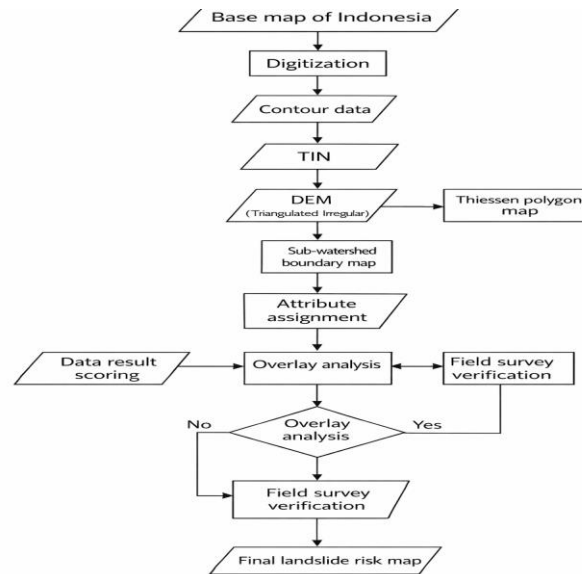 Base map of Indonesia
Digitization
Contour data
TIN
DEM
(Triangulated Irregular)
Thiessen polygon
map
Sub-watershed
boundary map
Attribute
assignment
Data result
scoring
Overlay analysis
Field survey
verification
No
Overlay
analysis
Yes
Field survey
verification
Final landslide risk map